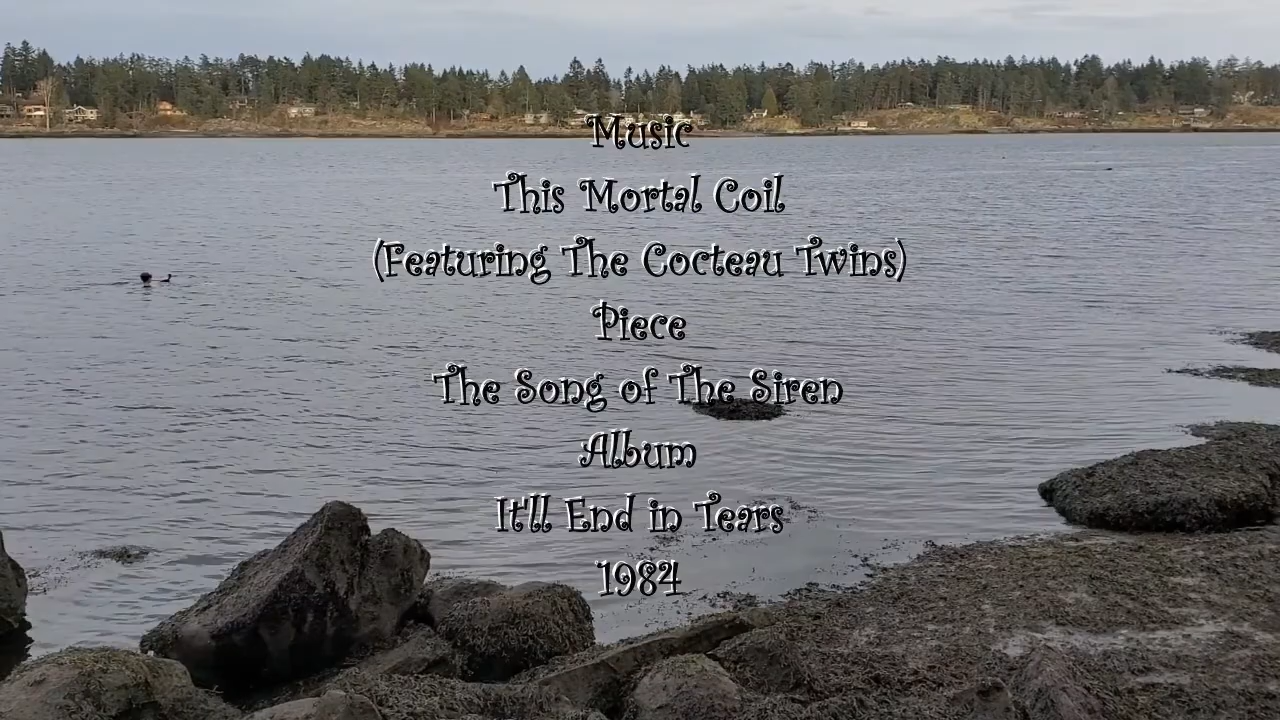 Music
This Mortal Coil
(Featuring The Cocteau Twins)
Piece
The Song of The Siren
Album
It'll End in Tears
1984